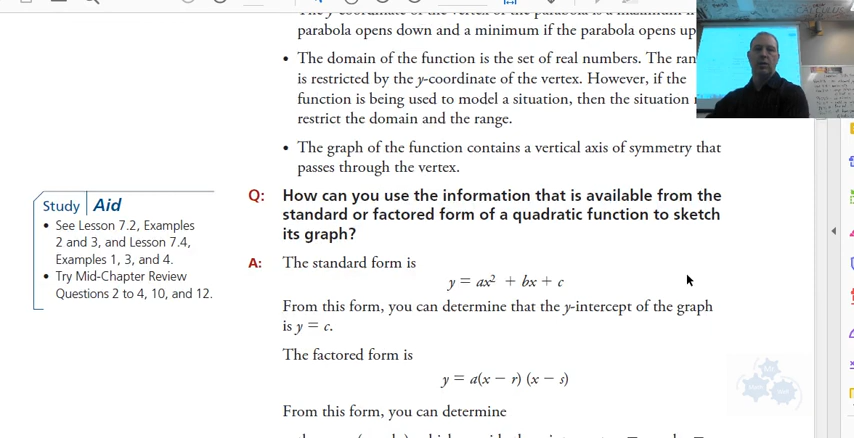 parabola opens down and a minimum if the parabola opens up
• The domain of the function is the set of real numbers. The ran
is restricted by the y-coordinate of the vertex. However, if the
function is being used to model a situation, then the situation
restrict the domain and the range.
• The graph of the function contains a vertical axis of symmetry that
passes through the vertex.
Study Aid
• See Lesson 7.2, Examples
2 and 3, and Lesson 7.4,
Examples 1, 3, and 4.
• Try Mid-Chapter Review
Questions 2 to 4, 10, and 12.
Q: How can you use the information that is available from the
standard or factored form of a quadratic function to sketch
its graph?
A: The standard form is
y = ax² + bx + c
From this form, you can determine that the y-intercept of the graph
is y = c.
The factored form is
y = a(x − r) (x − s)
From this form, you can determine